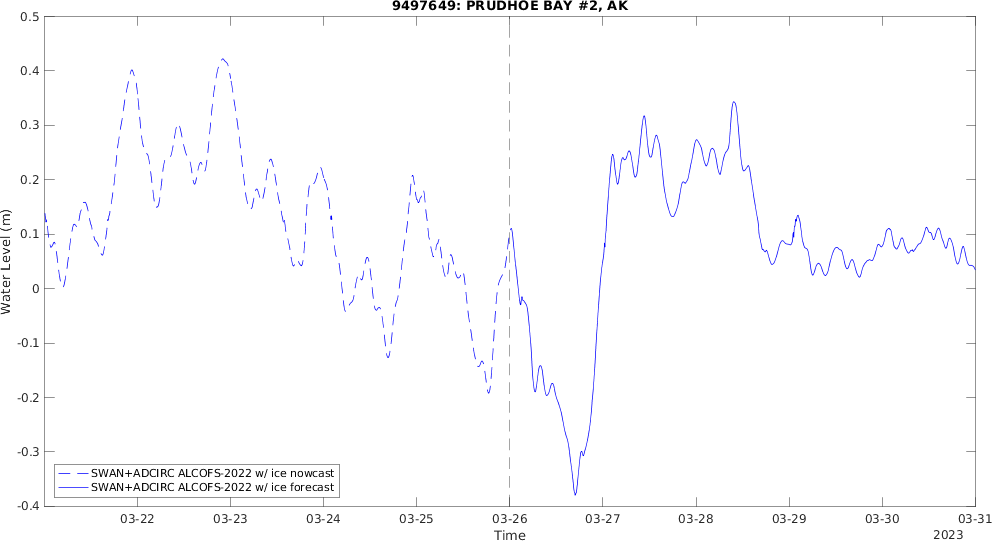 9497649: PRUDHOE BAY #2, AK
0.5
0.4
0.3
0.2
0.1
0
-0.1
-0.2
-0.3
-0.4
Water Level (m)
SWAN+ADCIRC ALCOFS-2022 w/ ice nowcast
SWAN+ADCIRC ALCOFS-2022 w/ ice forecast
03-22 03-23 03-24 03-25 03-26 03-27 03-28 03-29 03-30 03-31
Time
2023